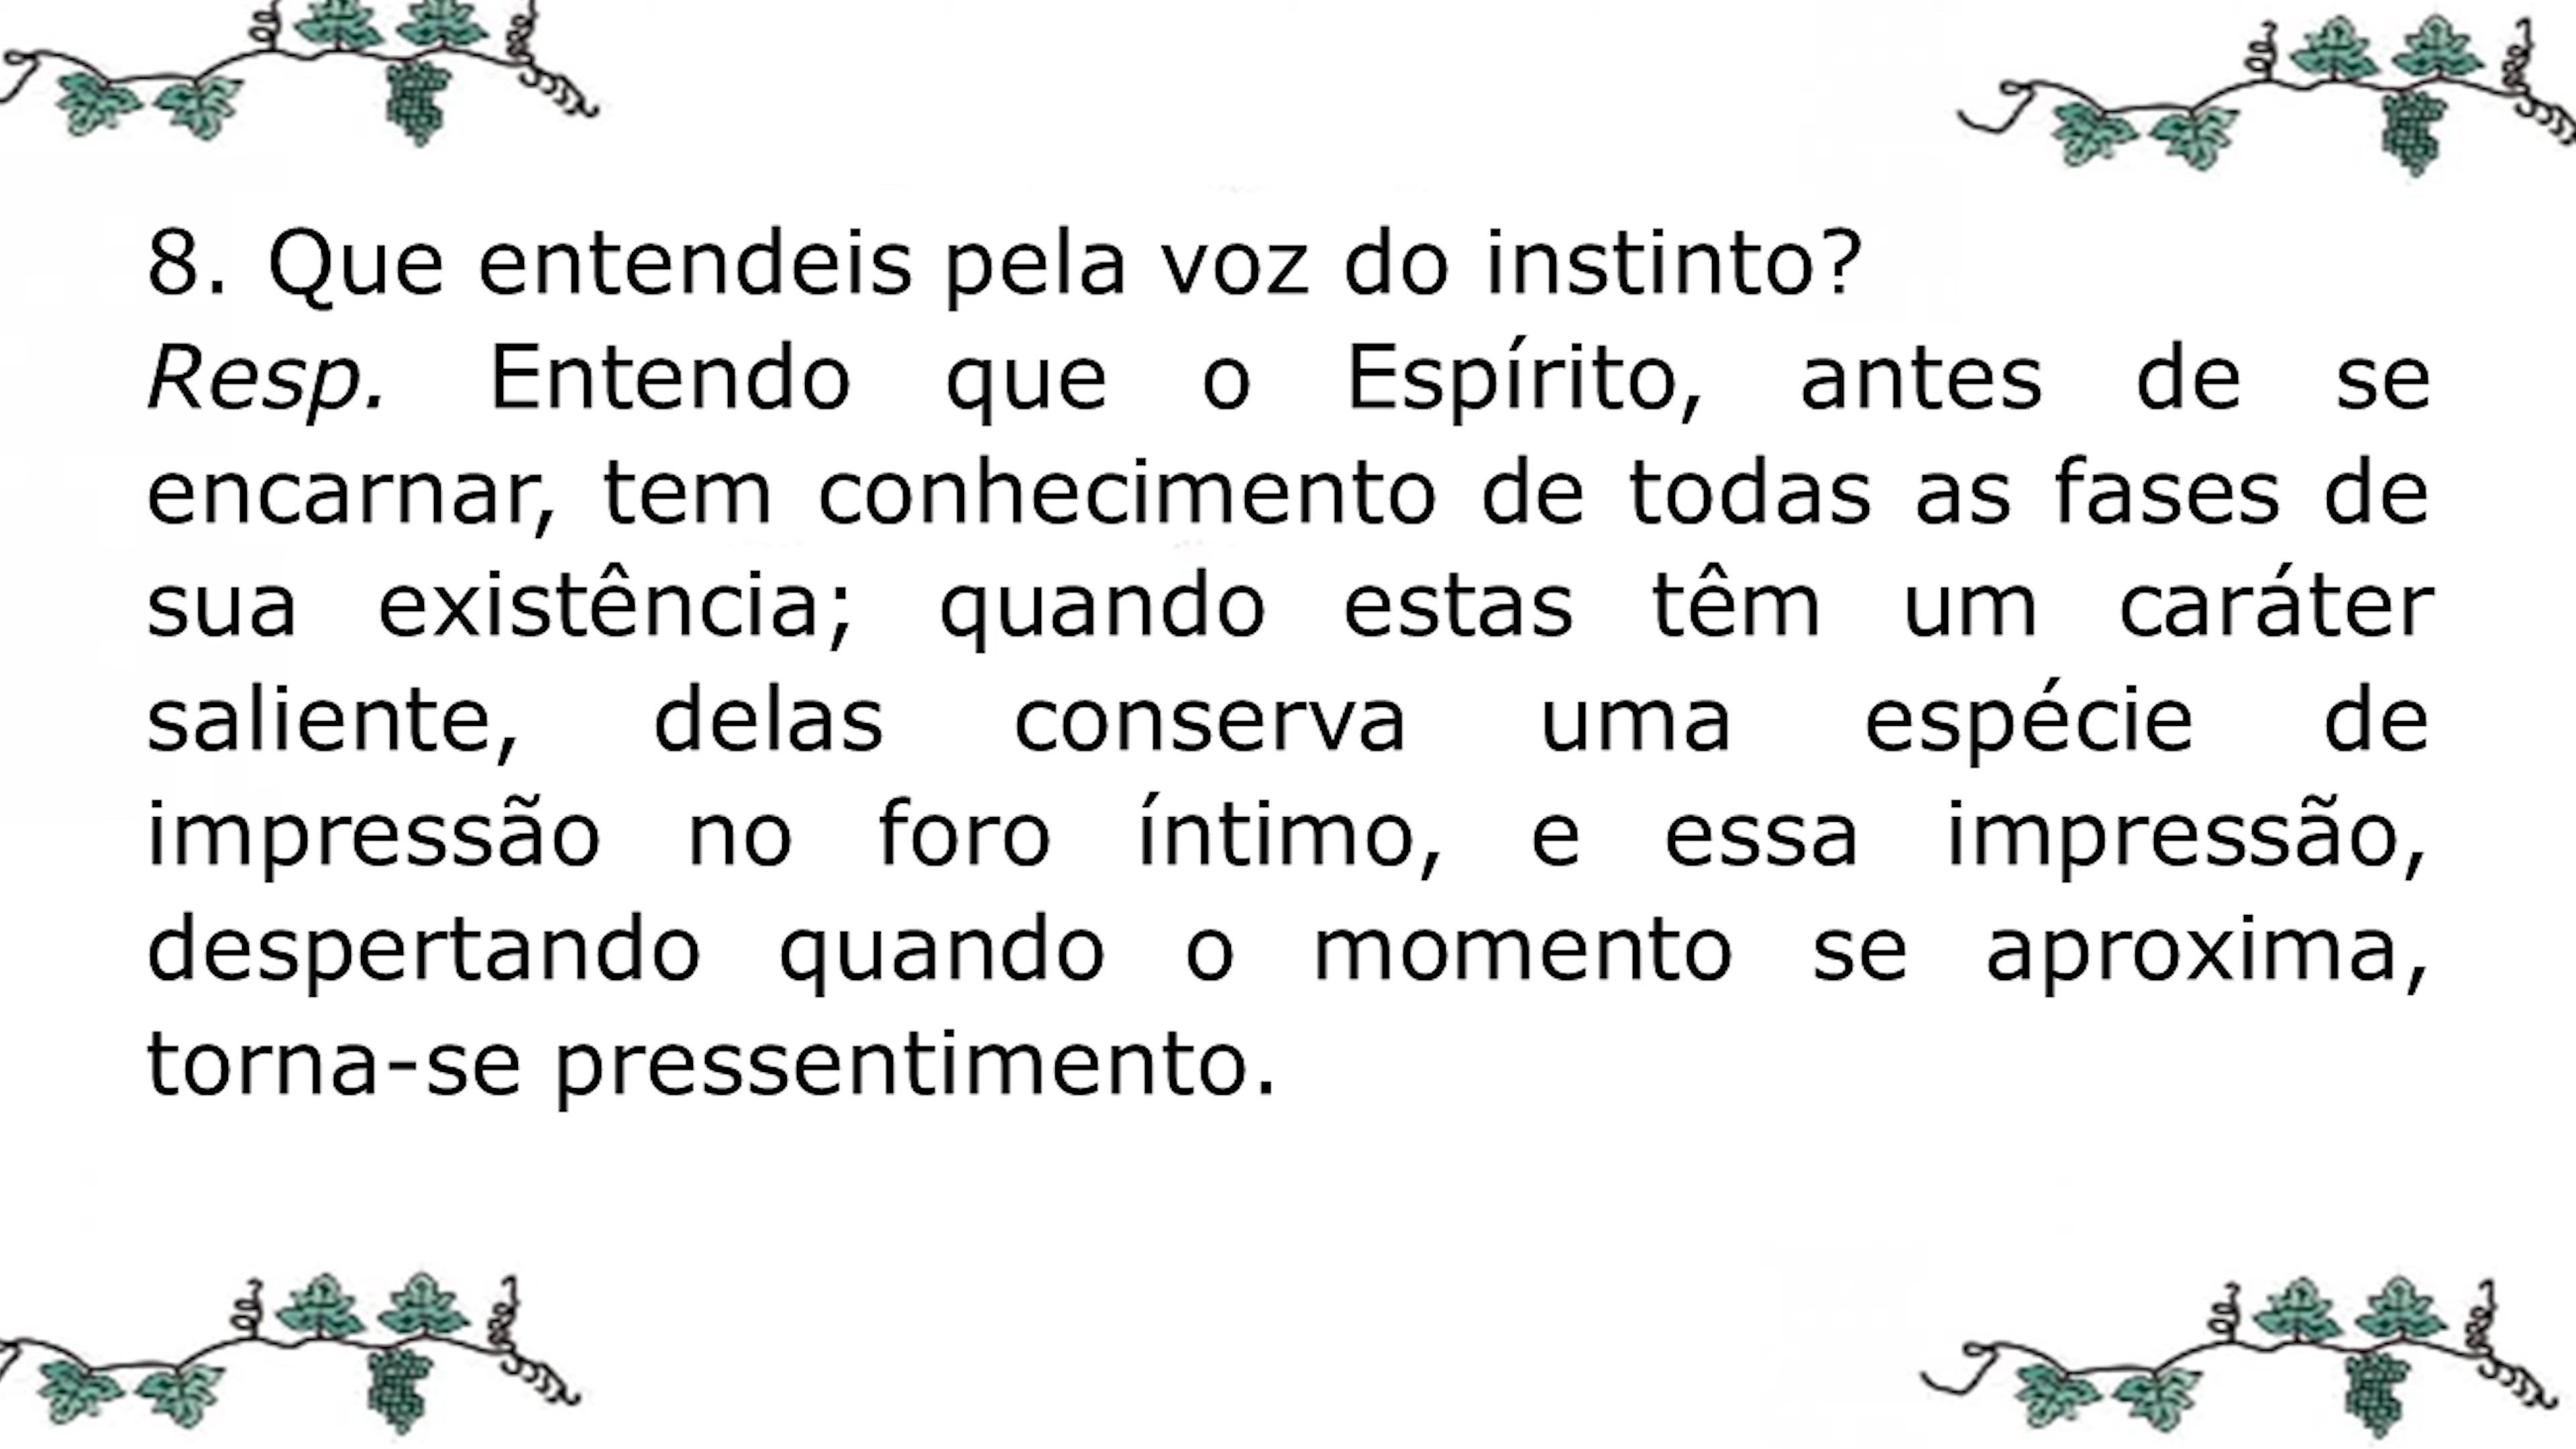 8. Que entendeis pela voz do instinto?
Resp. Entendo que o Espírito, antes de se
encarnar, tem conhecimento de todas as fases de
sua existência; quando estas têm um caráter
saliente, delas conserva uma espécie de
impressão no foro íntimo, e essa impressão,
despertando quando o momento se aproxima,
torna-se pressentimento.